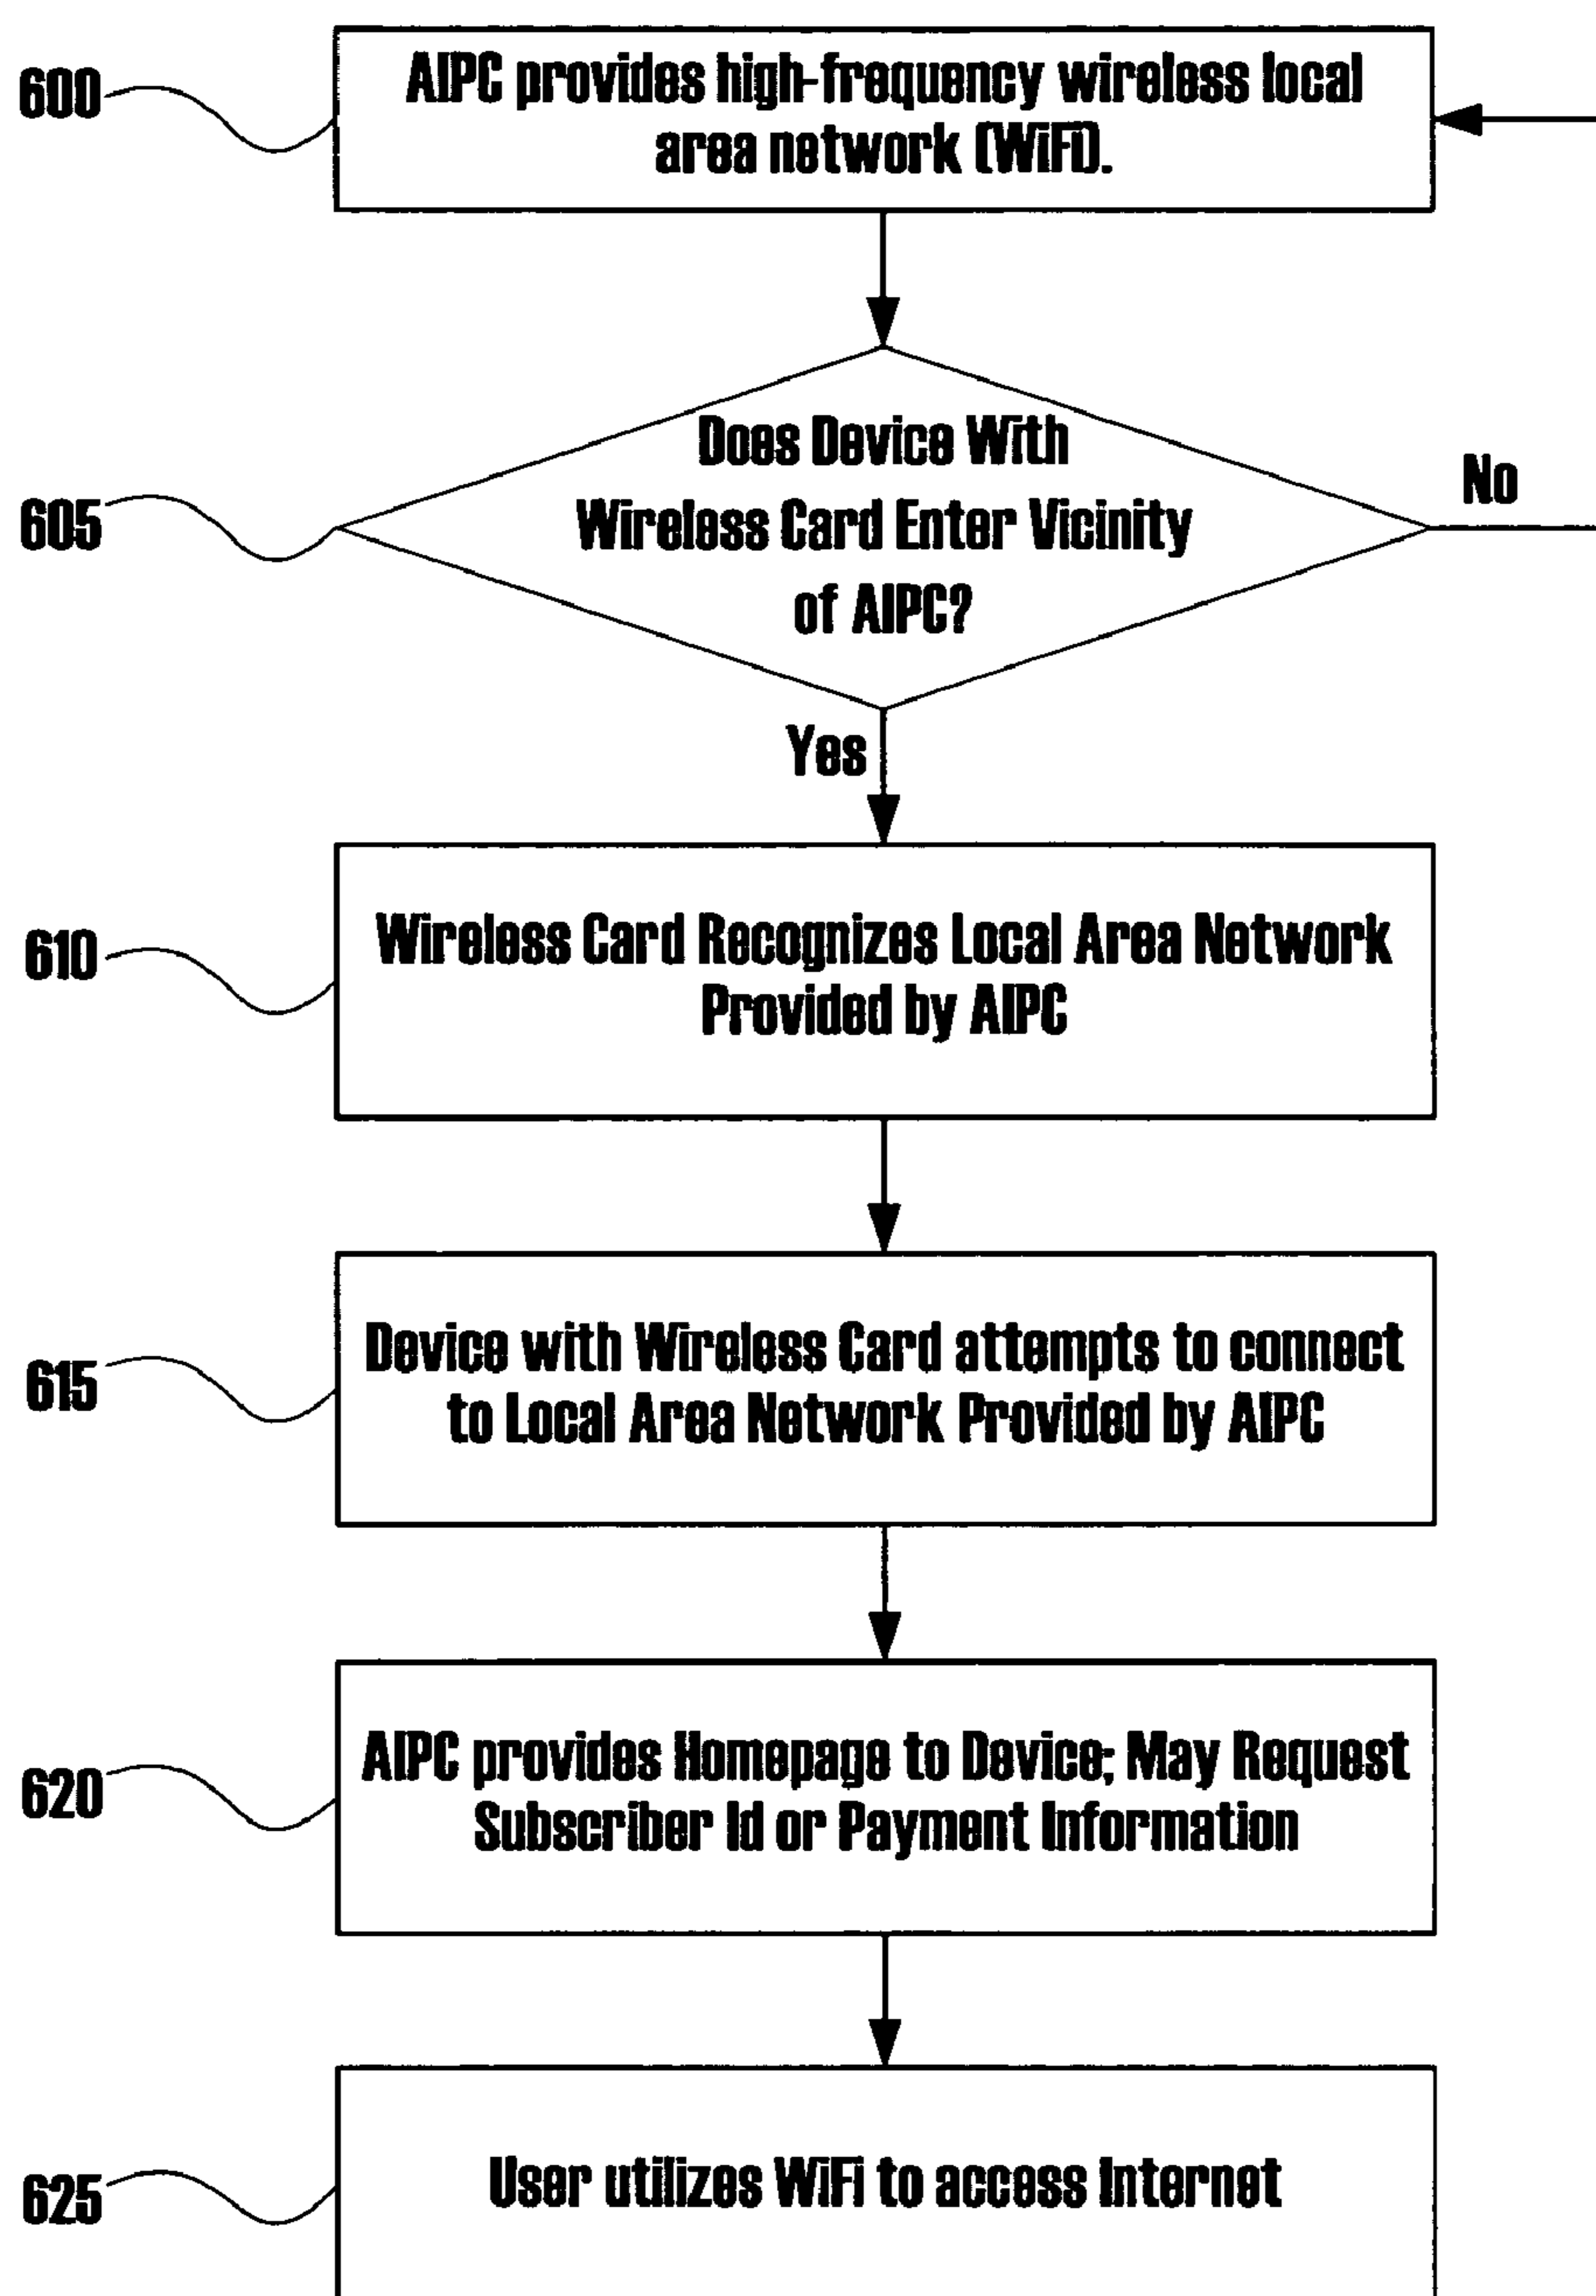 600
AIPC provides high-frequency wireless local
area network (WiFi).
605
Does Device With
Wireless Card Enter Vicinity
of AIPC?
No
Yes
610
Wireless Card Recognizes Local Area Network
Provided by AIPC
615
Device with Wireless Card attempts to connect
to Local Area Network Provided by AIPC
620
AIPC provides Homepage to Device; May Request
Subscriber Id or Payment Information
625
User utilizes WiFi to access Internet